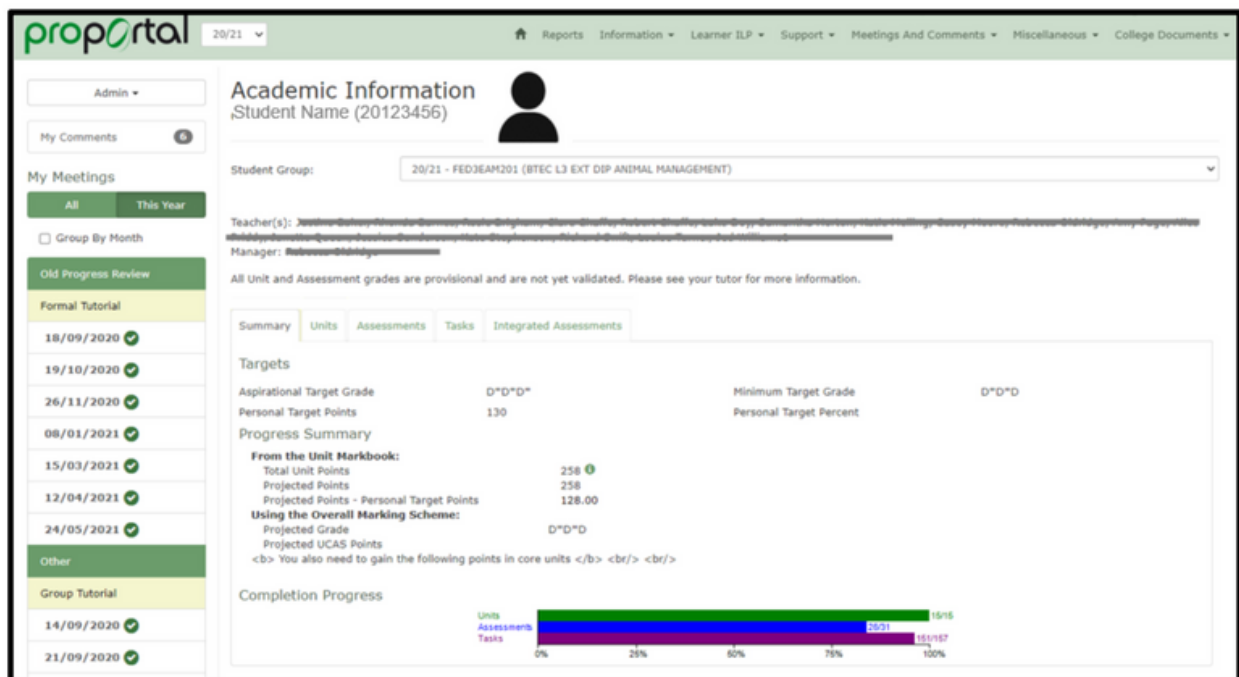 proportal
20/21
Reports Information Learner ILP Support Meetings And Comments Miscellaneous College Documents
Admin
My Comments 6
My Meetings
All This Year
Group By Month
Old Progress Review
Formal Tutorial
18/09/2020
19/10/2020
26/11/2020
08/01/2021
15/03/2021
12/04/2021
24/05/2021
Other
Group Tutorial
14/09/2020
21/09/2020
Academic Information
Student Name (20123456)
Student Group: 20/21 - FED3EAM201 (BTEC L3 EXT DIP ANIMAL MANAGEMENT)
Teacher(s):
Manager:
All Unit and Assessment grades are provisional and are not yet validated. Please see your tutor for more information.
Summary Units Assessments Tasks Integrated Assessments
Targets
Aspirational Target Grade D*D*D* Minimum Target Grade D*D*D
Personal Target Points 130 Personal Target Percent
Progress Summary
From the Unit Markbook:
Total Unit Points 258
Projected Points 258
Projected Points - Personal Target Points 128.00
Using the Overall Marking Scheme:
Projected Grade D*D*D
Projected UCAS Points
<b> You also need to gain the following points in core units </b> <br/> <br/>
Completion Progress
Units 15/15
Assessments 26/31
Tasks 151/157
0% 25% 50% 75% 100%